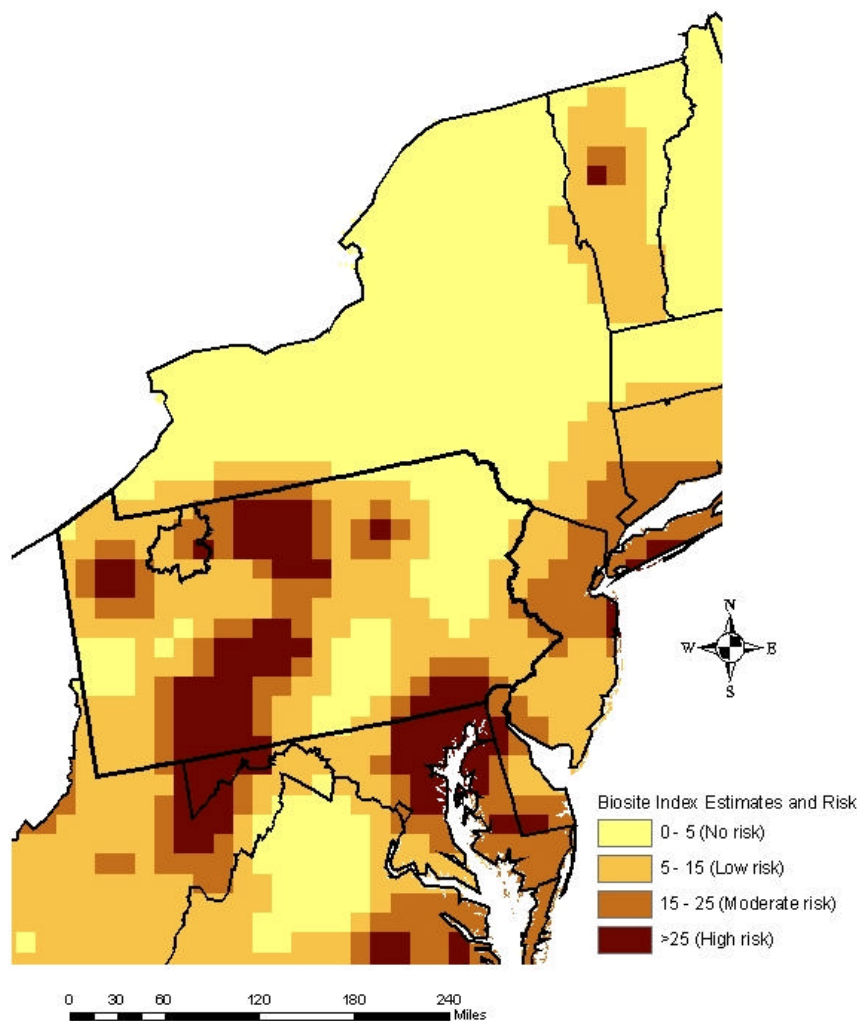 N
W E
S
Biosite Index Estimates and Risk
0 - 5 (No risk)
5 - 15 (Low risk)
15 - 25 (Moderate risk)
>25 (High risk)
0 30 60 120 180 240
Miles